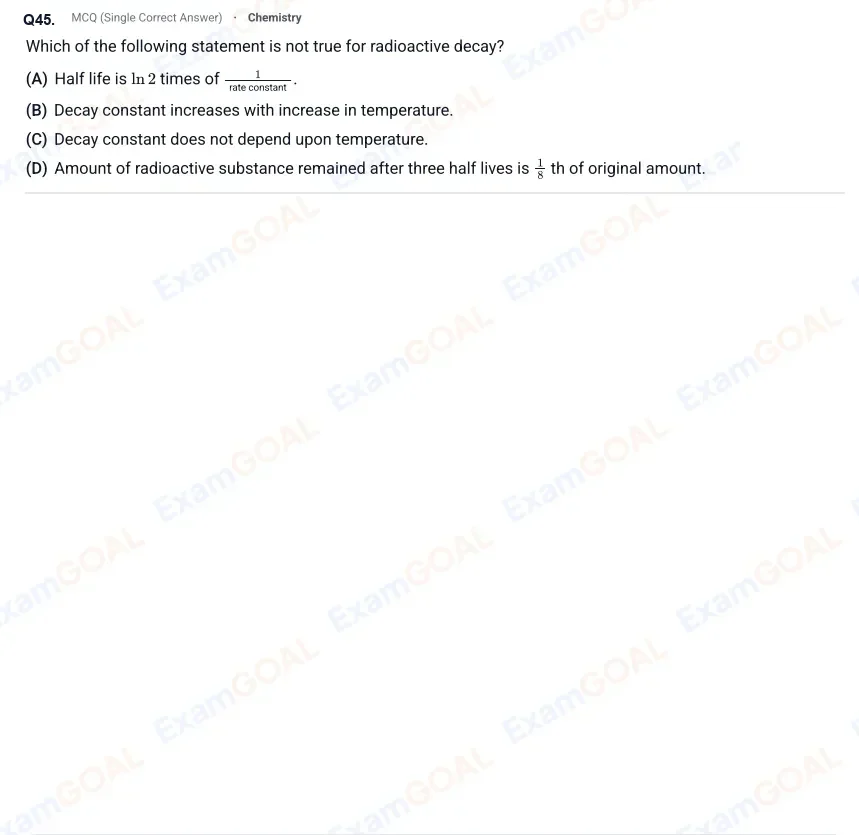 Q45. MCQ (Single Correct Answer) · Chemistry
Which of the following statement is not true for radioactive decay?
(A) Half life is ln 2 times of 1/rate constant.
(B) Decay constant increases with increase in temperature.
(C) Decay constant does not depend upon temperature.
(D) Amount of radioactive substance remained after three half lives is 1/8 th of original amount.
ExamGOAL